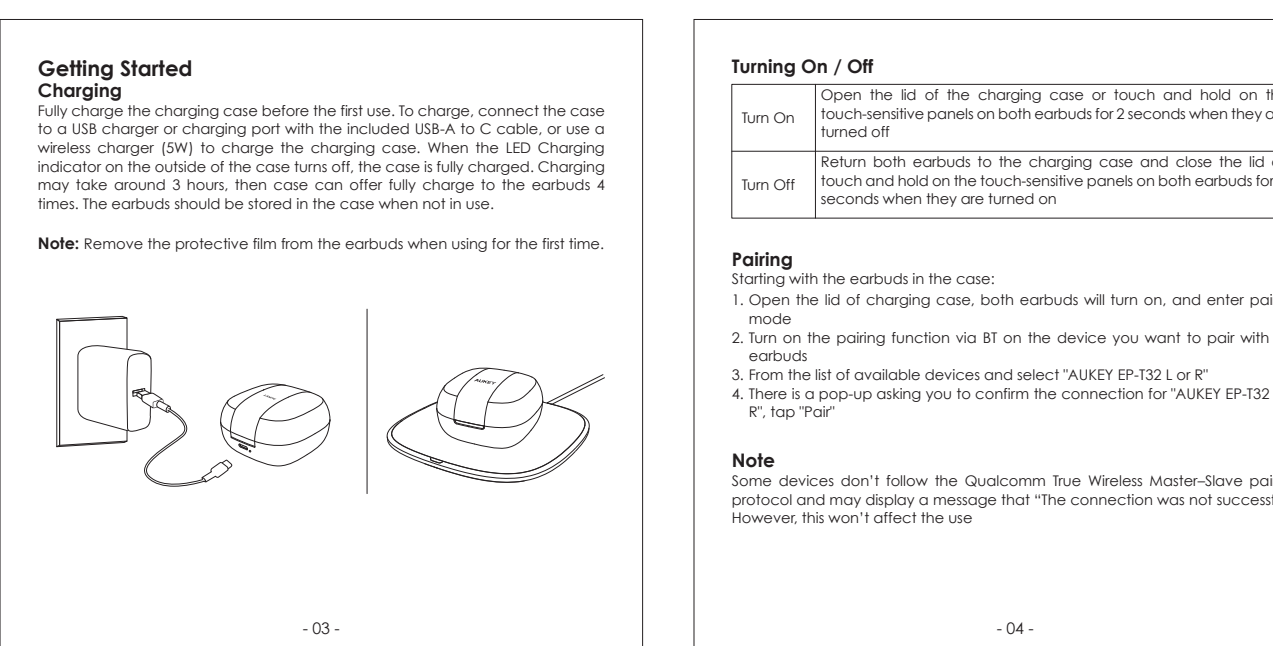 Getting Started
Charging
Fully charge the charging case before the first use. To charge, connect the case
to a USB charger or charging port with the included USB-A to C cable, or use a
wireless charger (5W) to charge the charging case. When the LED Charging
indicator on the outside of the case turns off, the case is fully charged. Charging
may take around 3 hours, then case can offer fully charge to the earbuds 4
times. The earbuds should be stored in the case when not in use.
Note: Remove the protective film from the earbuds when using for the first time.
AUKEY
- 03 -
Turning On / Off
Turn On
Open the lid of the charging case or touch and hold on
touch-sensitive panels on both earbuds for 2 seconds when they
turned off
Turn Off
Return both earbuds to the charging case and close the lid
touch and hold on the touch-sensitive panels on both earbuds for
seconds when they are turned on
Pairing
Starting with the earbuds in the case:
1. Open the lid of charging case, both earbuds will turn on, and enter
mode
2. Turn on the pairing function via BT on the device you want to pair with
earbuds
3. From the list of available devices and select "AUKEY EP-T32 L or R"
4. There is a pop-up asking you to confirm the connection for "AUKEY EP-T32
R", tap "Pair"
Note
Some devices don’t follow the Qualcomm True Wireless Master–Slave
protocol and may display a message that “The connection was not
However, this won’t affect the use
- 04 -